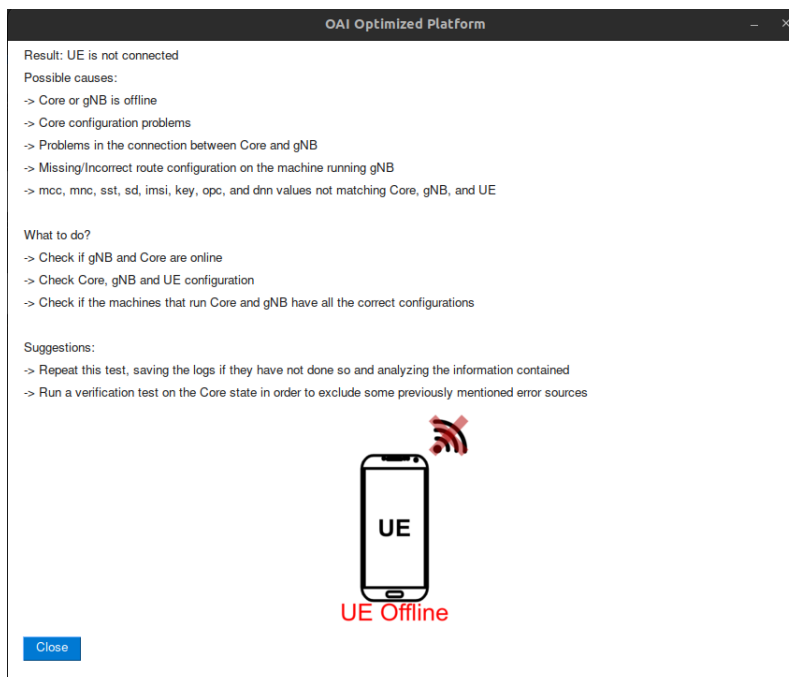 OAI Optimized Platform
Result: UE is not connected
Possible causes:
-> Core or gNB is offline
-> Core configuration problems
-> Problems in the connection between Core and gNB
-> Missing/Incorrect route configuration on the machine running gNB
-> mcc, mnc, sst, sd, imsi, key, opc, and dnn values not matching Core, gNB, and UE
What to do?
-> Check if gNB and Core are online
-> Check Core, gNB and UE configuration
-> Check if the machines that run Core and gNB have all the correct configurations
Suggestions:
-> Repeat this test, saving the logs if they have not done so and analyzing the information contained
-> Run a verification test on the Core state in order to exclude some previously mentioned error sources
UE
UE Offline
Close